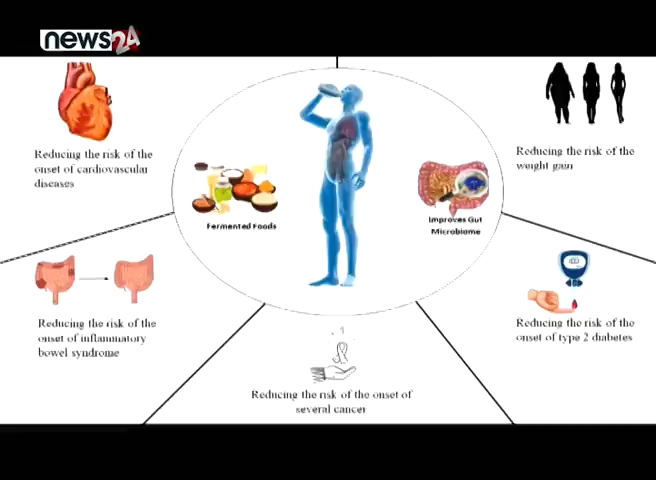 news24
Reducing the risk of the
onset of cardiovascular
diseases
Reducing the risk of the
weight gain
Fermented Foods
Improves Gut
Microbiome
Reducing the risk of the
onset of inflammatory
bowel syndrome
Reducing the risk of the
onset of type 2 diabetes
Reducing the risk of the onset of
several cancer